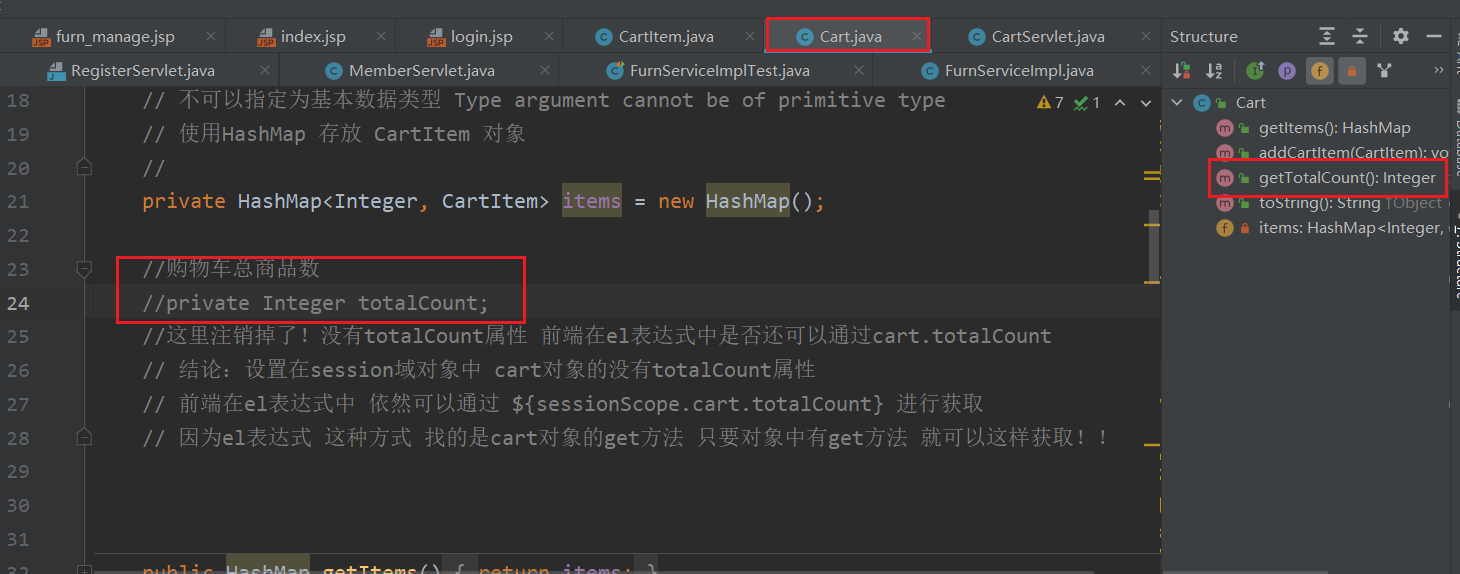 furn_manage.jsp
index.jsp
login.jsp
CartItem.java
Cart.java
CartServlet.java
Structure
RegisterServlet.java
MemberServlet.java
FurnServiceImplTest.java
FurnServiceImpl.java
18 // 不可以指定为基本数据类型 Type argument cannot be of primitive type
7 1
19 // 使用HashMap 存放 CartItem 对象
20 //
21 private HashMap<Integer, CartItem> items = new HashMap();
22
23 //购物车总商品数
24 //private Integer totalCount;
25 //这里注销掉了! 没有totalCount属性 前端在el表达式中是否还可以通过cart.totalCount
26 // 结论: 设置在session域对象中 cart对象的没有totalCount属性
27 // 前端在el表达式中 依然可以通过 ${sessionScope.cart.totalCount} 进行获取
28 // 因为el表达式 这种方式 找的是cart对象的get方法 只要对象中有get方法 就可以这样获取! !
29
30
31
32 public HashMap getItems() { return items; }
Cart
getItems(): HashMap
addCartItem(CartItem): vo
getTotalCount(): Integer
toString(): String ↑Object
items: HashMap<Integer,
Database
Structure